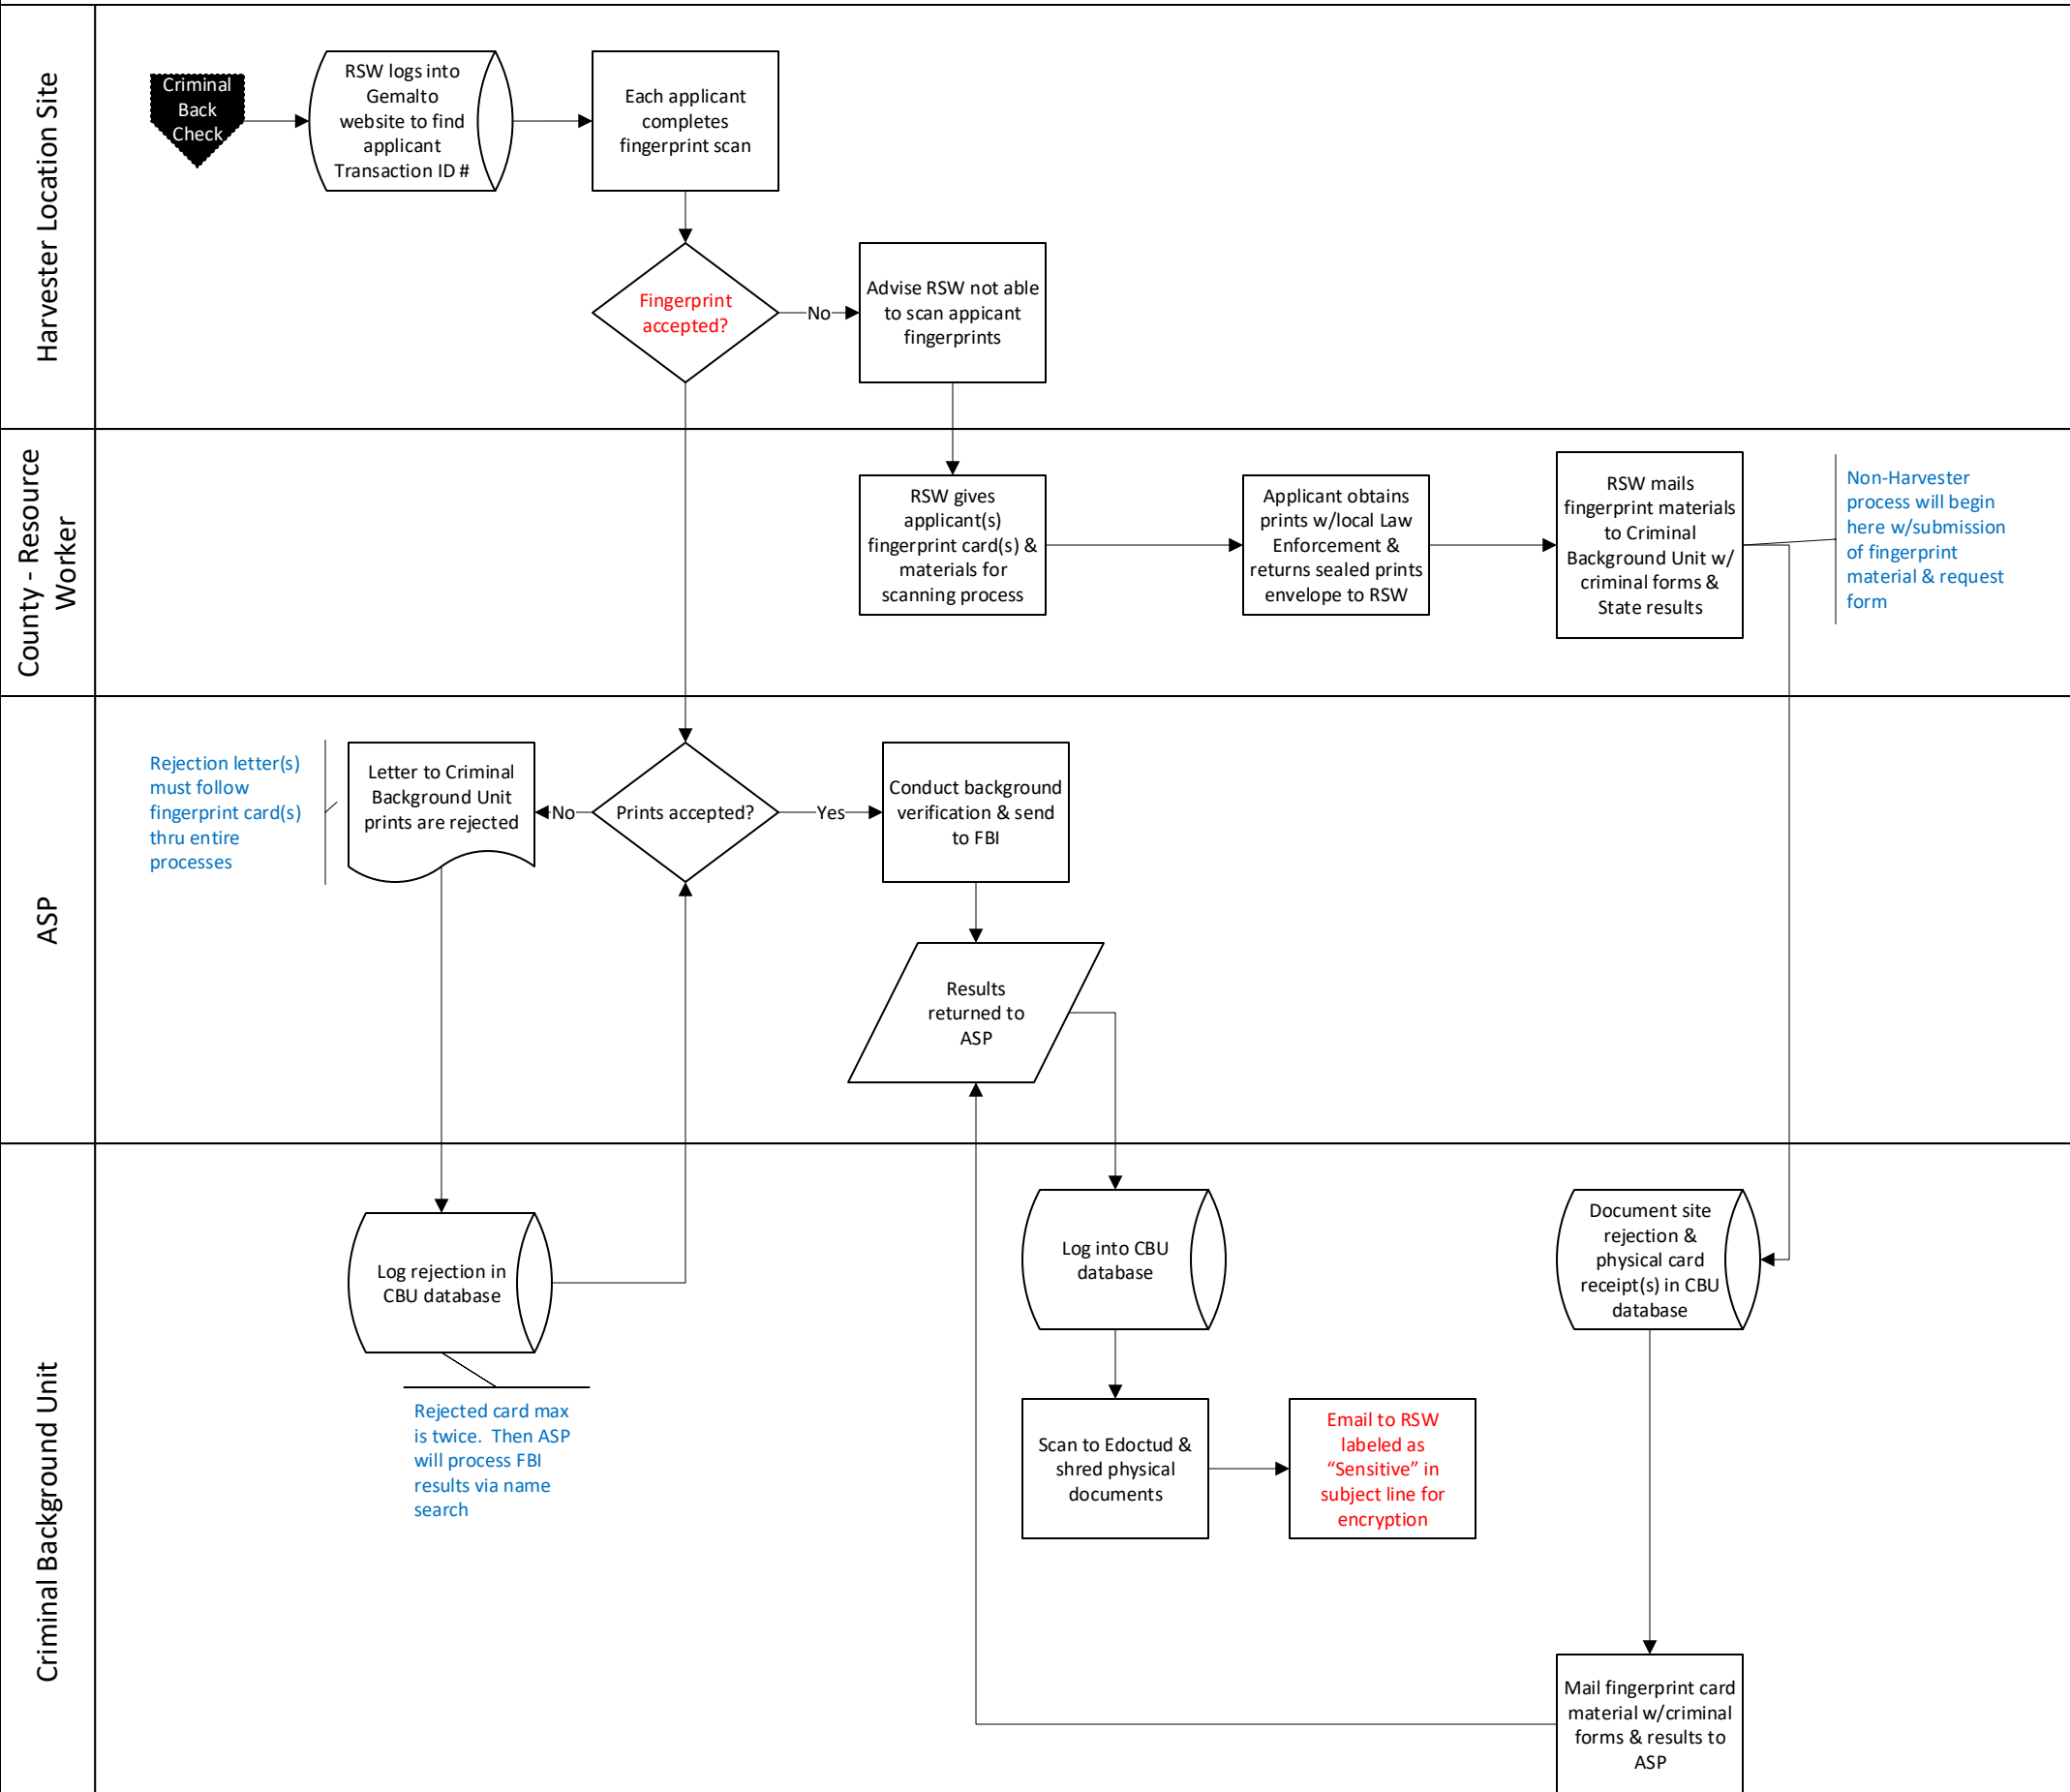 Harvester Location Site
Criminal
Back
Check
RSW logs into
Gemalto
website to find
applicant
Transaction ID #
Each applicant
completes
fingerprint scan
Fingerprint
accepted?
No
Advise RSW not able
to scan appicant
fingerprints
County - Resource
Worker
RSW gives
applicant(s)
fingerprint card(s) &
materials for
scanning process
Applicant obtains
prints w/local Law
Enforcement &
returns sealed prints
envelope to RSW
RSW mails
fingerprint materials
to Criminal
Background Unit w/
criminal forms &
State results
Non-Harvester
process will begin
here w/submission
of fingerprint
material & request
form
ASP
Rejection letter(s)
must follow
fingerprint card(s)
thru entire
processes
Letter to Criminal
Background Unit
prints are rejected
No
Prints accepted?
Yes
Conduct background
verification & send
to FBI
Results
returned to
ASP
Criminal Background Unit
Log rejection in
CBU database
Rejected card max
is twice.  Then ASP
will process FBI
results via name
search
Log into CBU
database
Scan to Edoctud &
shred physical
documents
Email to RSW
labeled as
“Sensitive” in
subject line for
encryption
Document site
rejection &
physical card
receipt(s) in CBU
database
Mail fingerprint card
material w/criminal
forms & results to
ASP